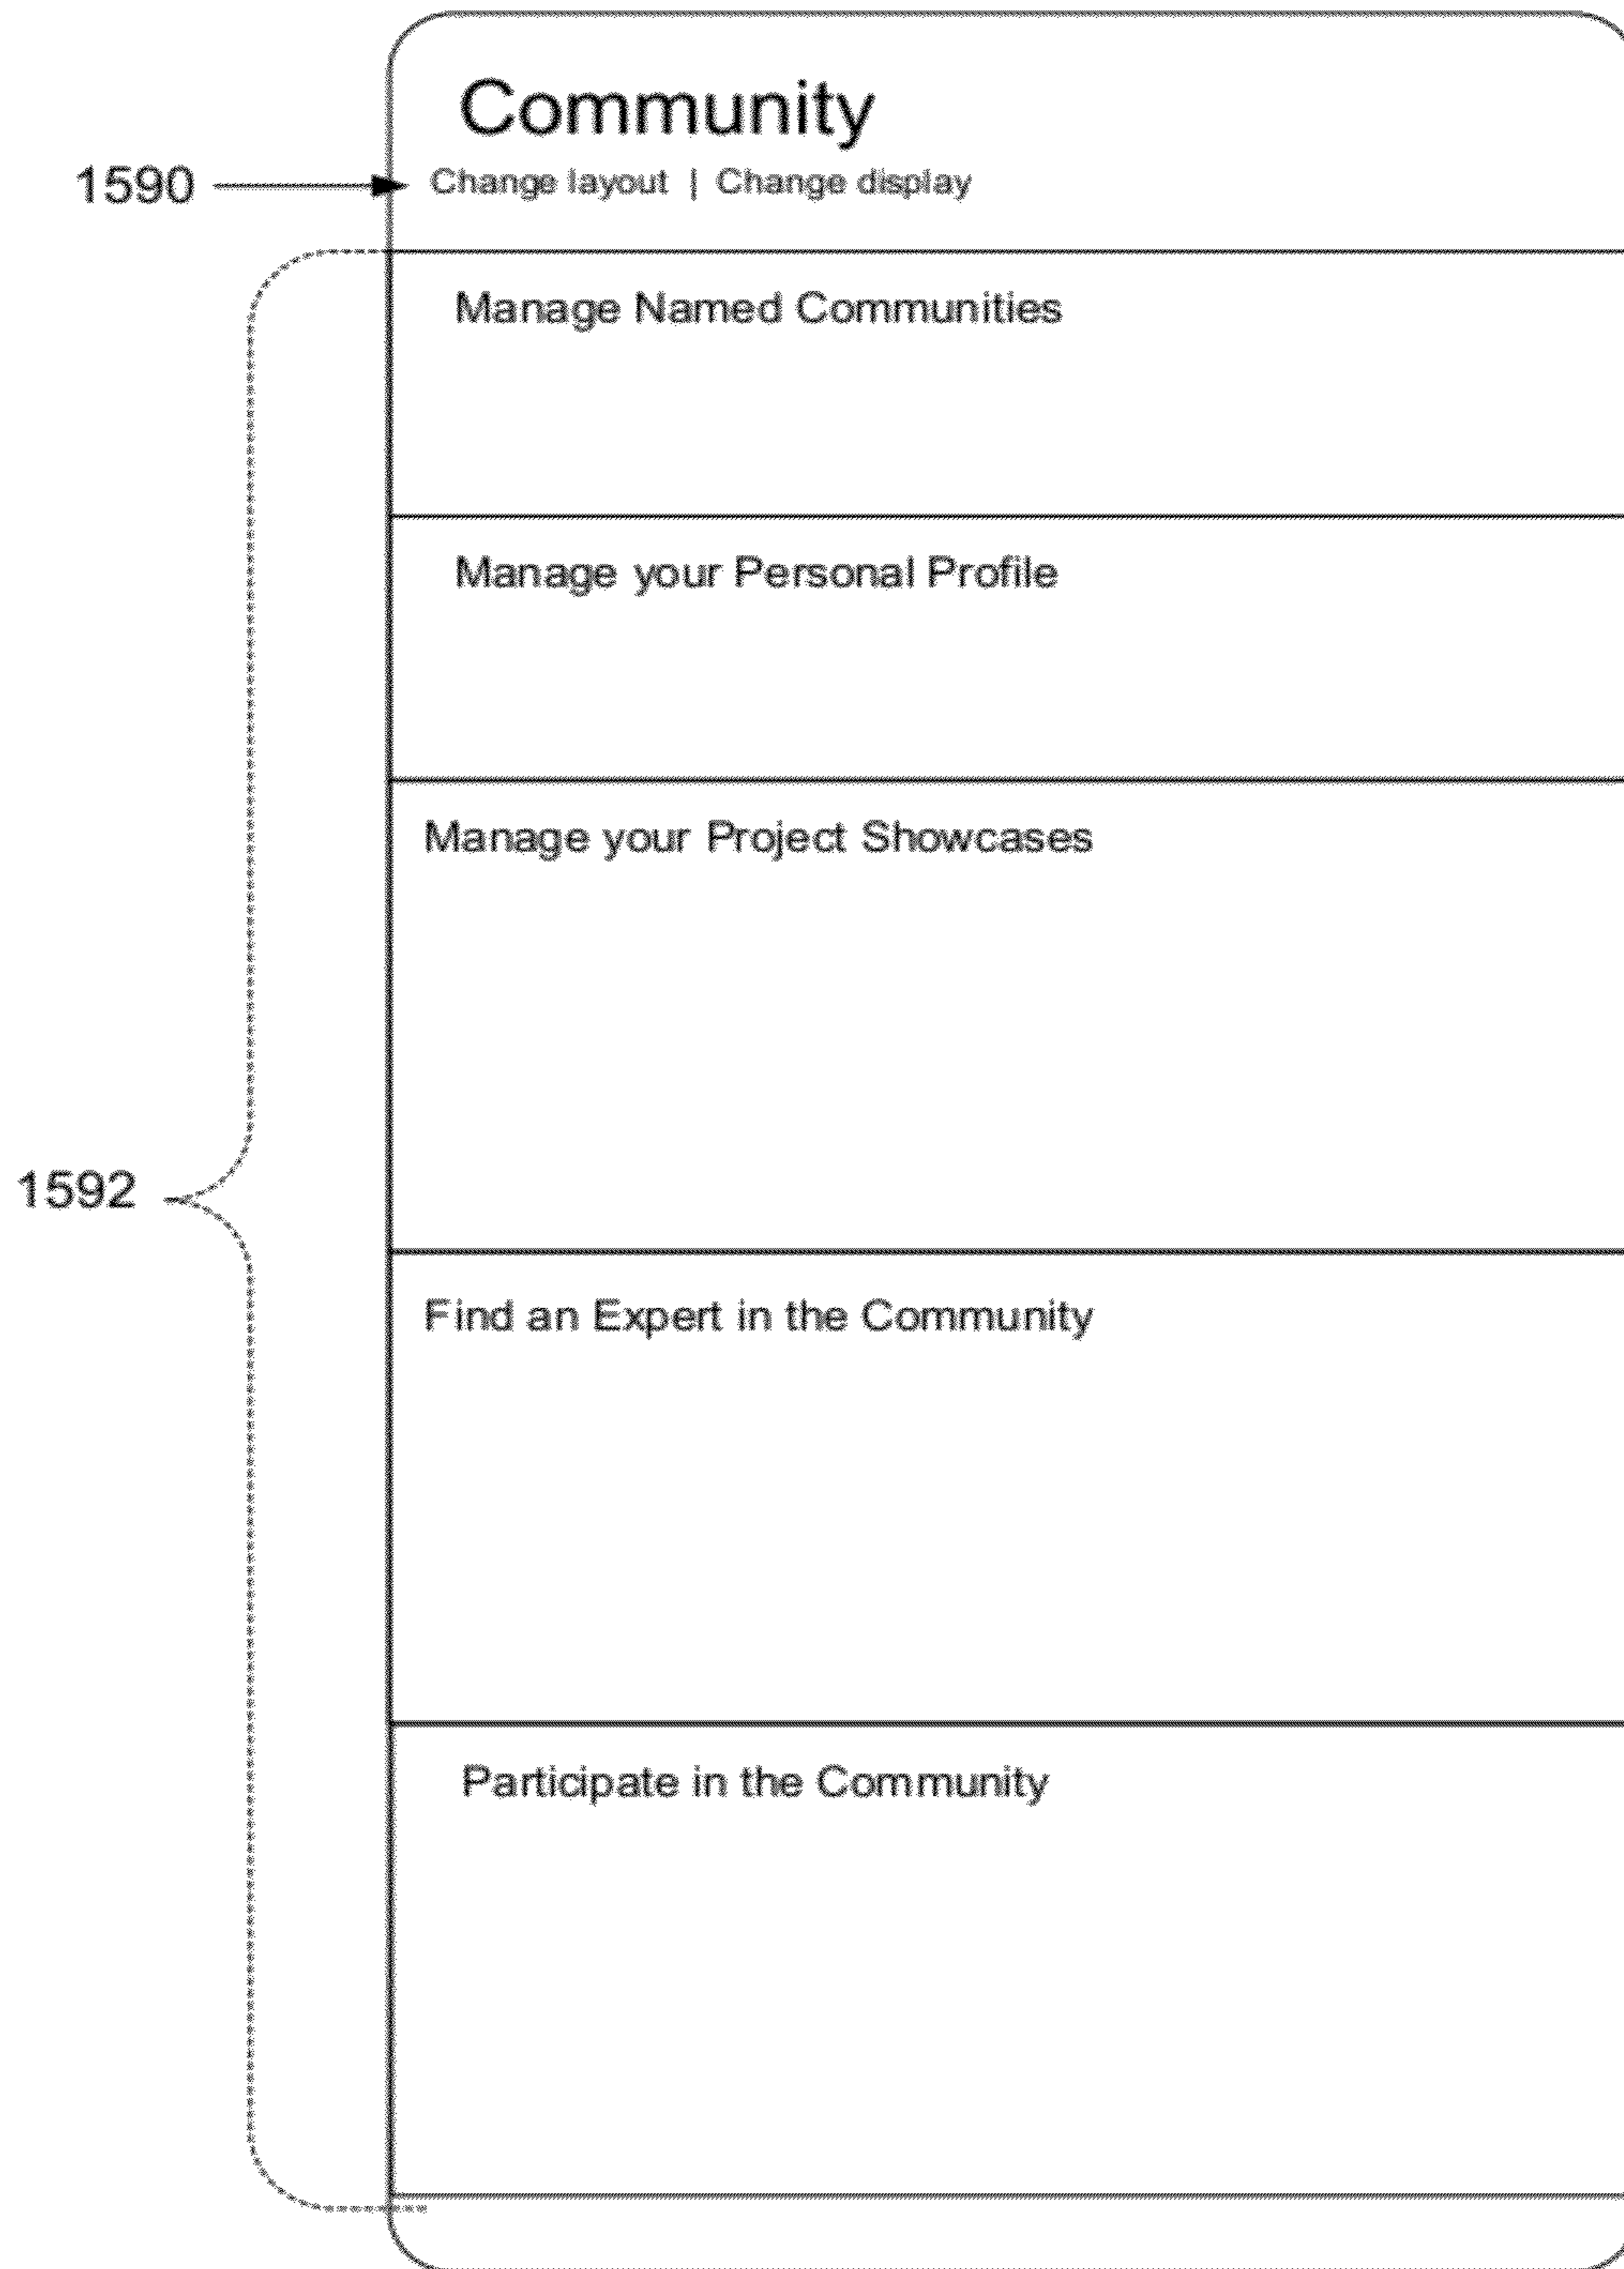 Community
1590
Change layout | Change display
Manage Named Communities
Manage your Personal Profile
Manage your Project Showcases
1592
Find an Expert in the Community
Participate in the Community